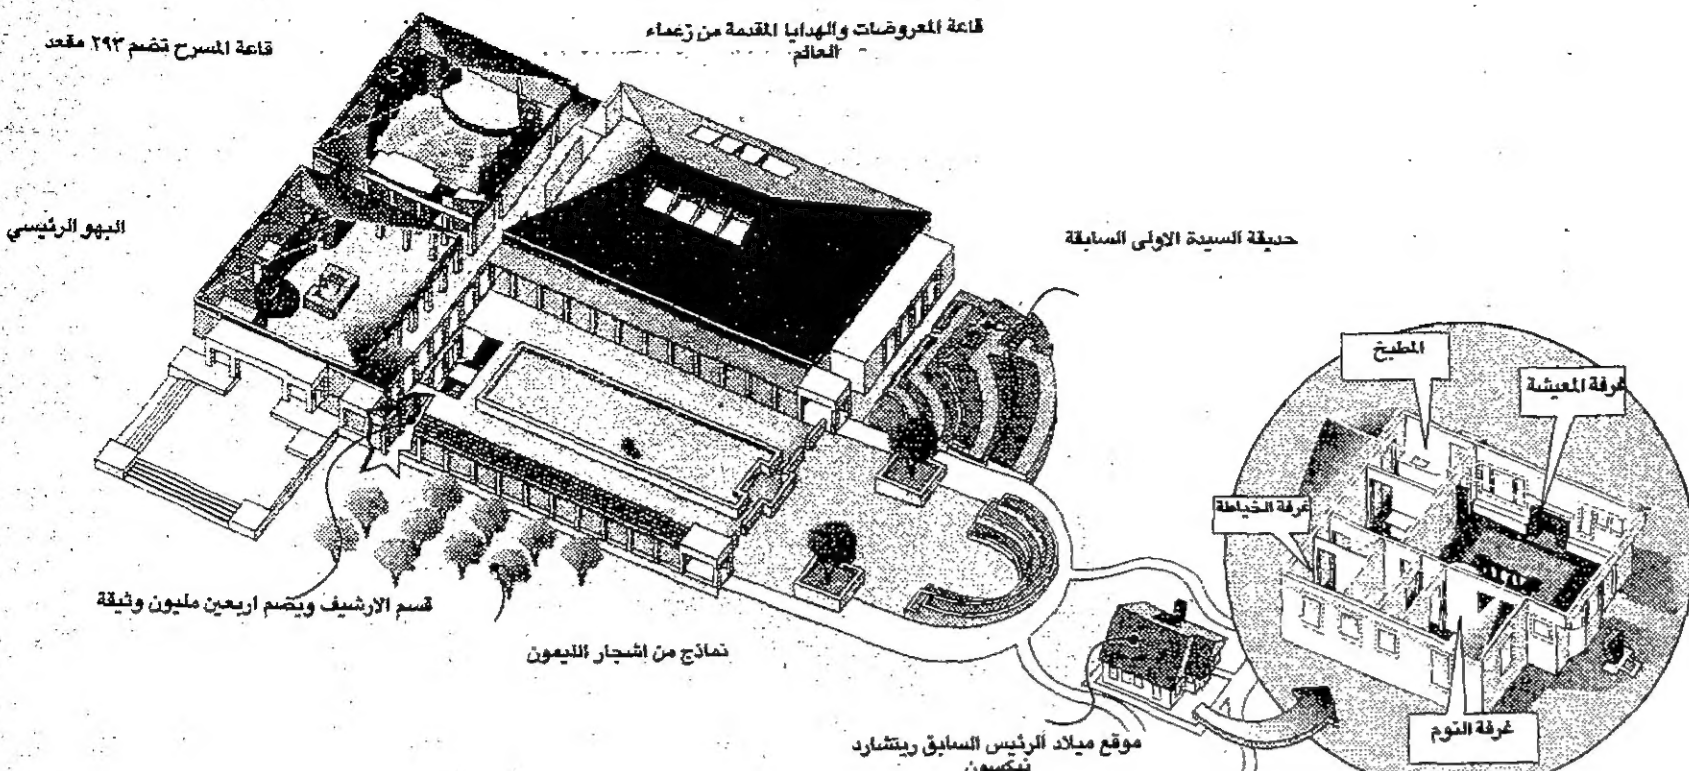 قاعة المعروضات والهدايا المقدمة من زعماء
العالم
قاعة المسرح تضم ٢٩٣ مقعد
البهو الرئيسي
حديقة السيدة الاولى السابقة
المطبخ
غرفة المعيشة
غرفة الخياطة
غرفة النوم
قسم الارشيف ويضم اربعين مليون وثيقة
نماذج من اشجار الليمون
موقع ميلاد الرئيس السابق ريتشارد
نيكسون